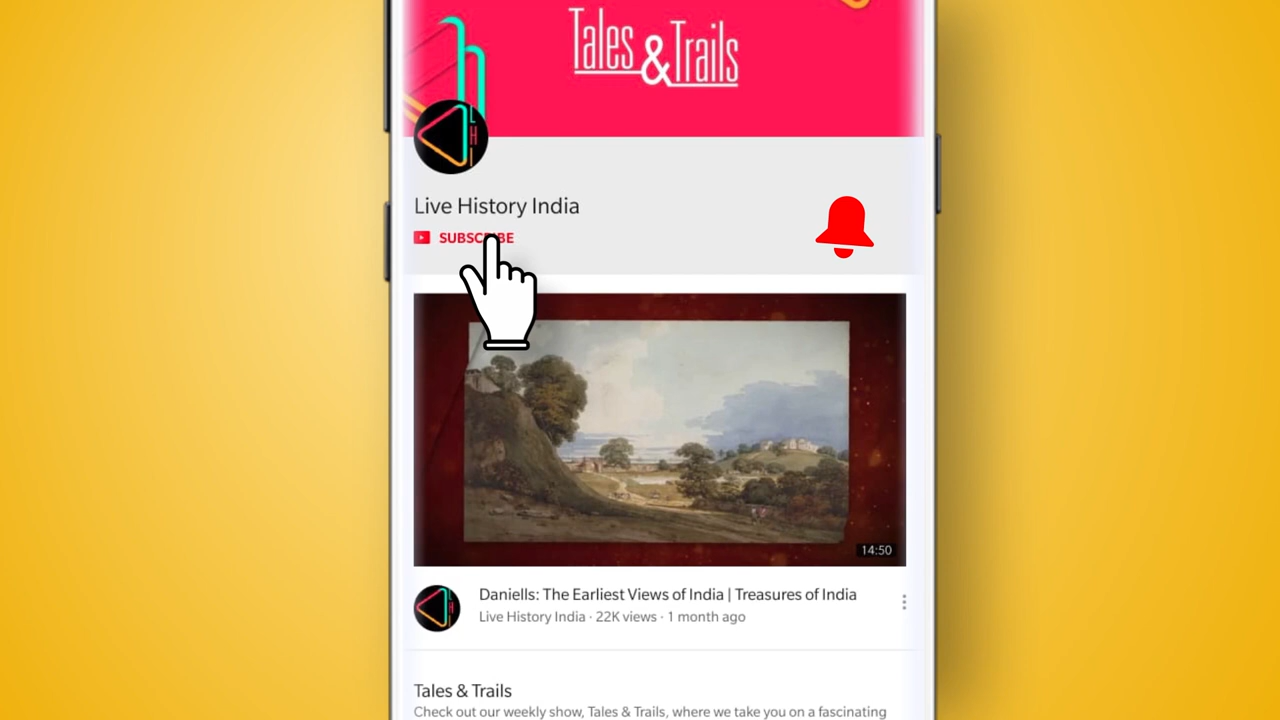 Tales & Trails
LHI
Live History India
SUBSCRIBE
14:50
Daniells: The Earliest Views of India | Treasures of India
LHI
Live History India · 22K views · 1 month ago
Tales & Trails
Check out our weekly show, Tales & Trails, where we take you on a fascinating